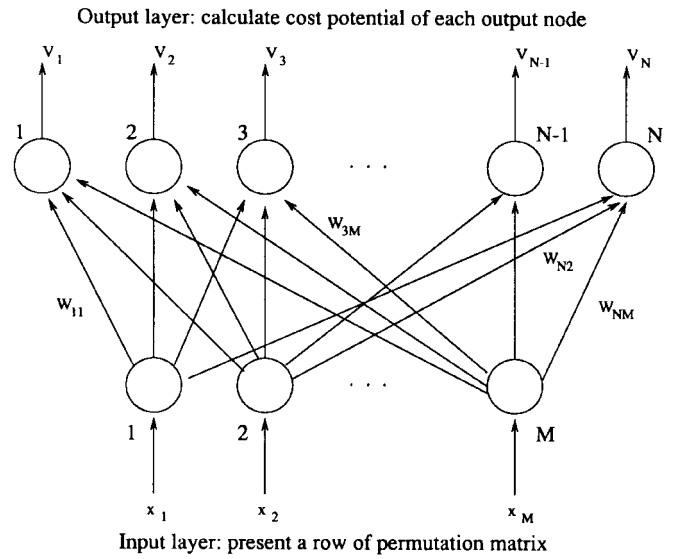 Output layer: calculate cost potential of each output node
V1 V2 V3 VN-1 VN
1 2 3 . . . N-1 N
W3M
WN2
W11 WNM
. . .
1 2 M
x1 x2 xM
Input layer: present a row of permutation matrix